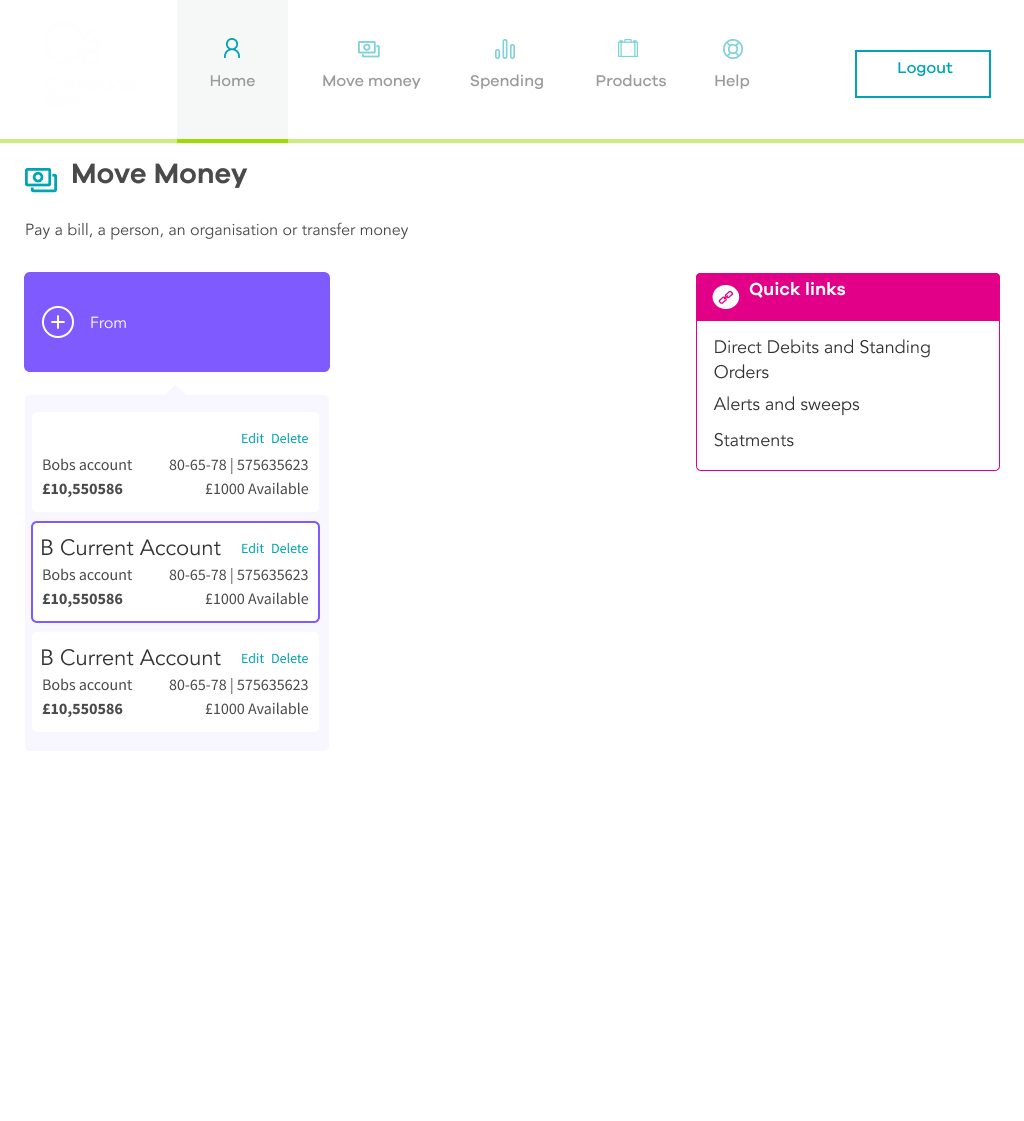 Home
Move money
Spending
Products
Help
Logout
Move Money
Pay a bill, a person, an organisation or transfer money
From
Quick links
Direct Debits and Standing
Orders
Alerts and sweeps
Statments
Edit Delete
Bobs account 80-65-78 | 575635623
£10,550586 £1000 Available
B Current Account Edit Delete
Bobs account 80-65-78 | 575635623
£10,550586 £1000 Available
B Current Account Edit Delete
Bobs account 80-65-78 | 575635623
£10,550586 £1000 Available